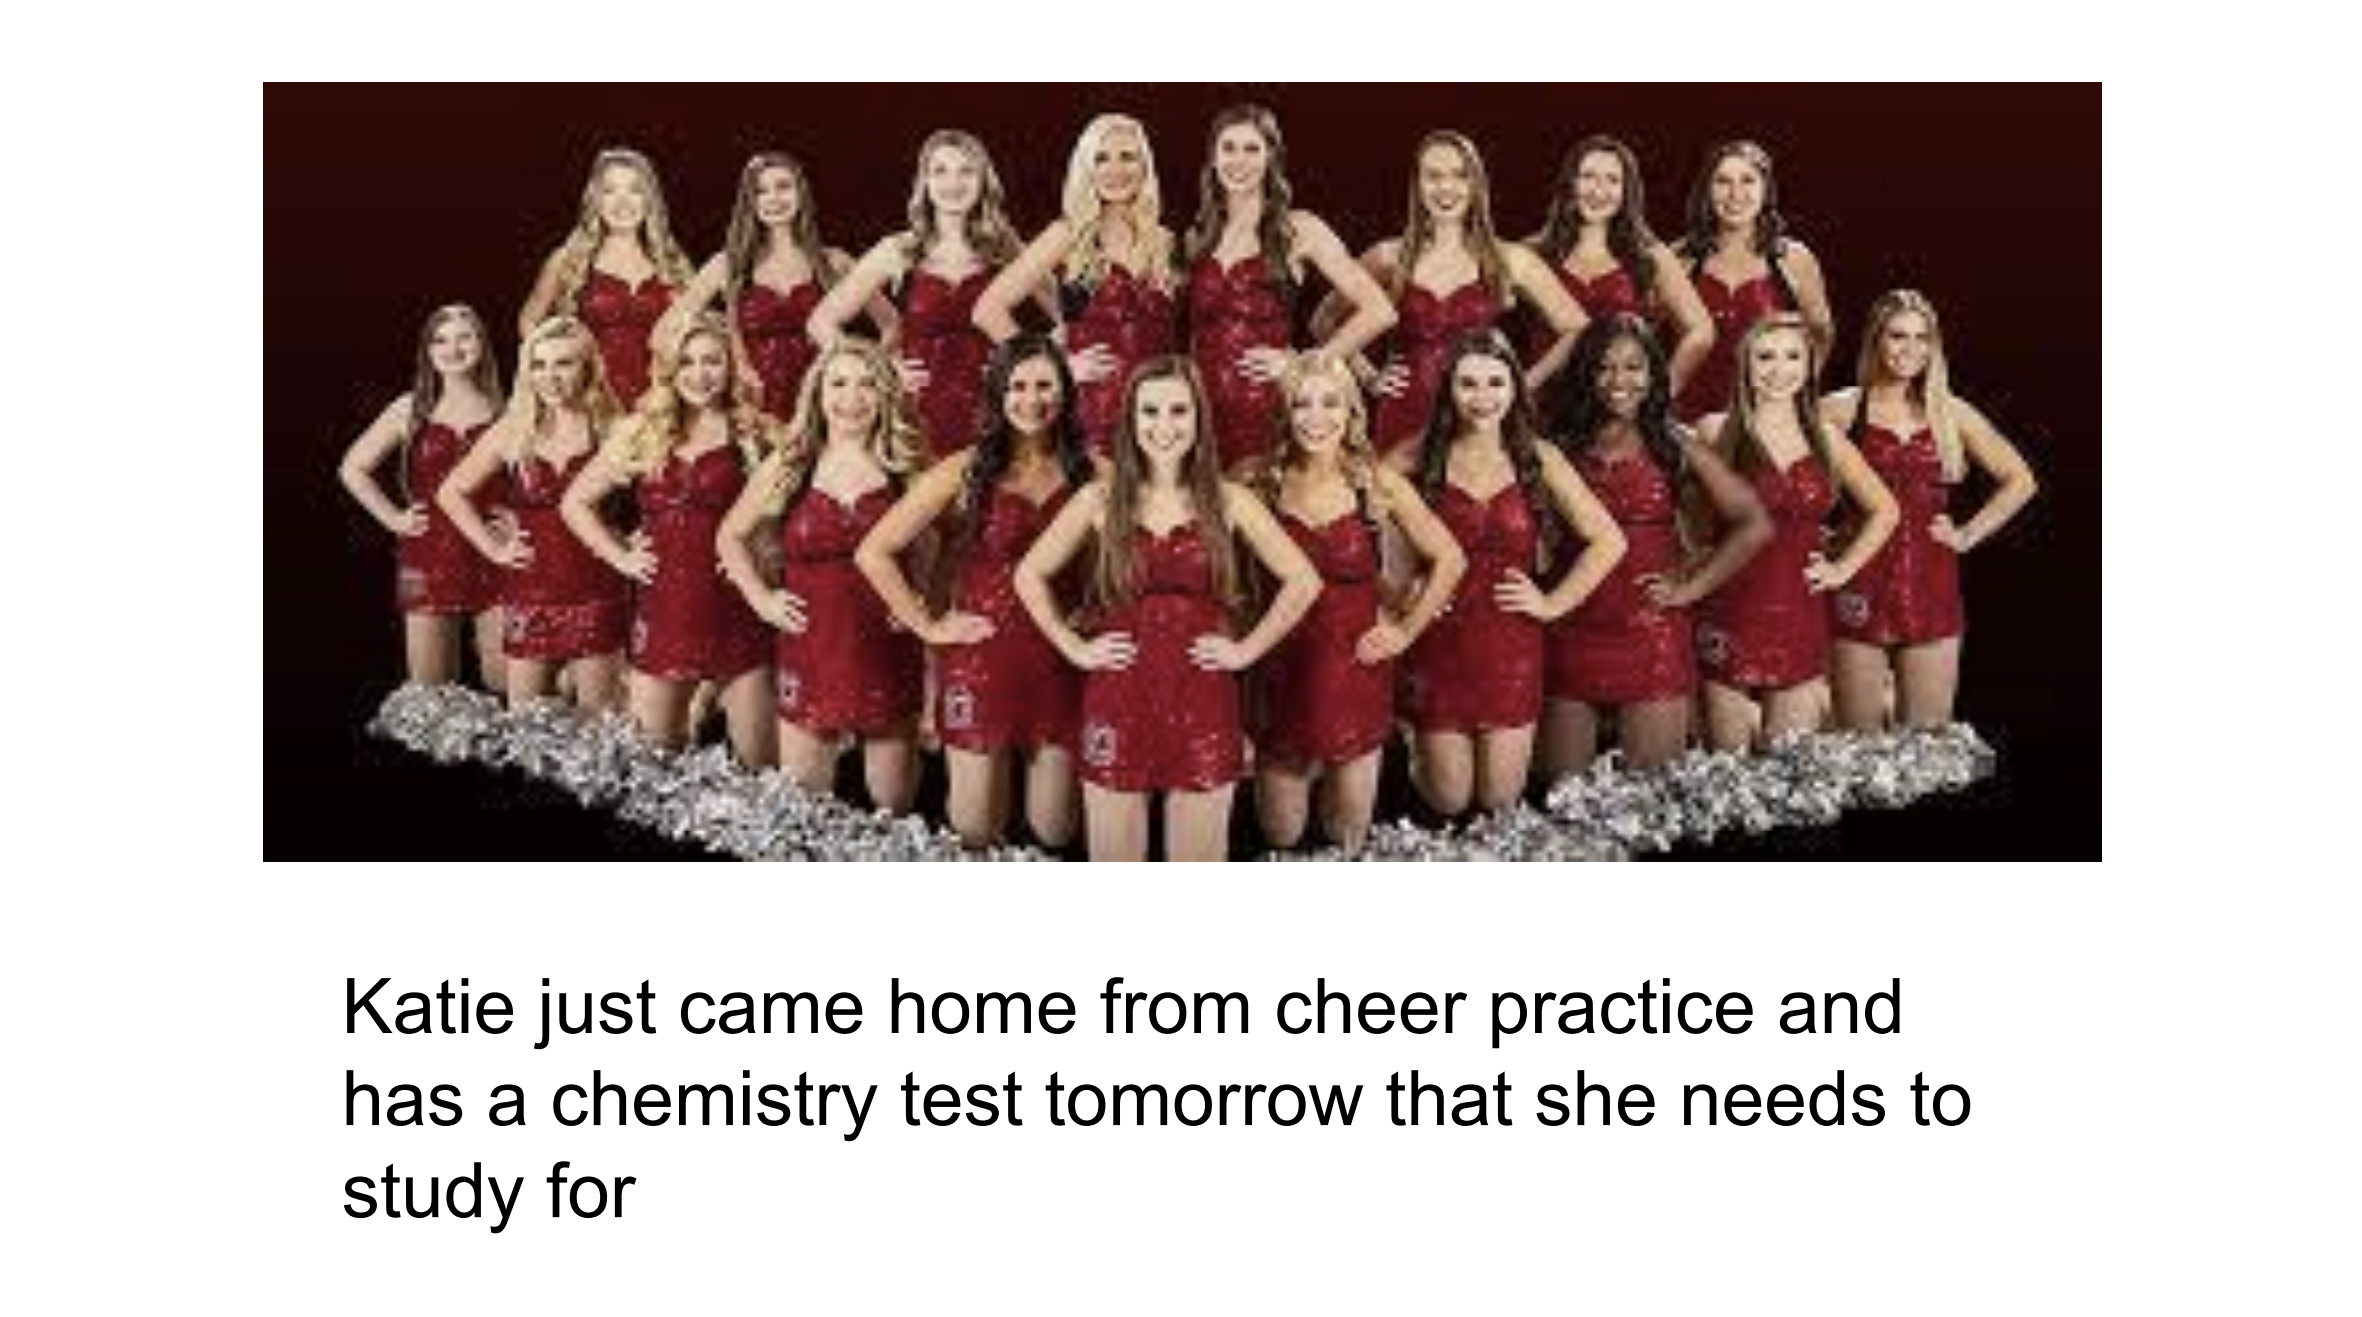 Katie just came home from cheer practice and
has a chemistry test tomorrow that she needs to
study for